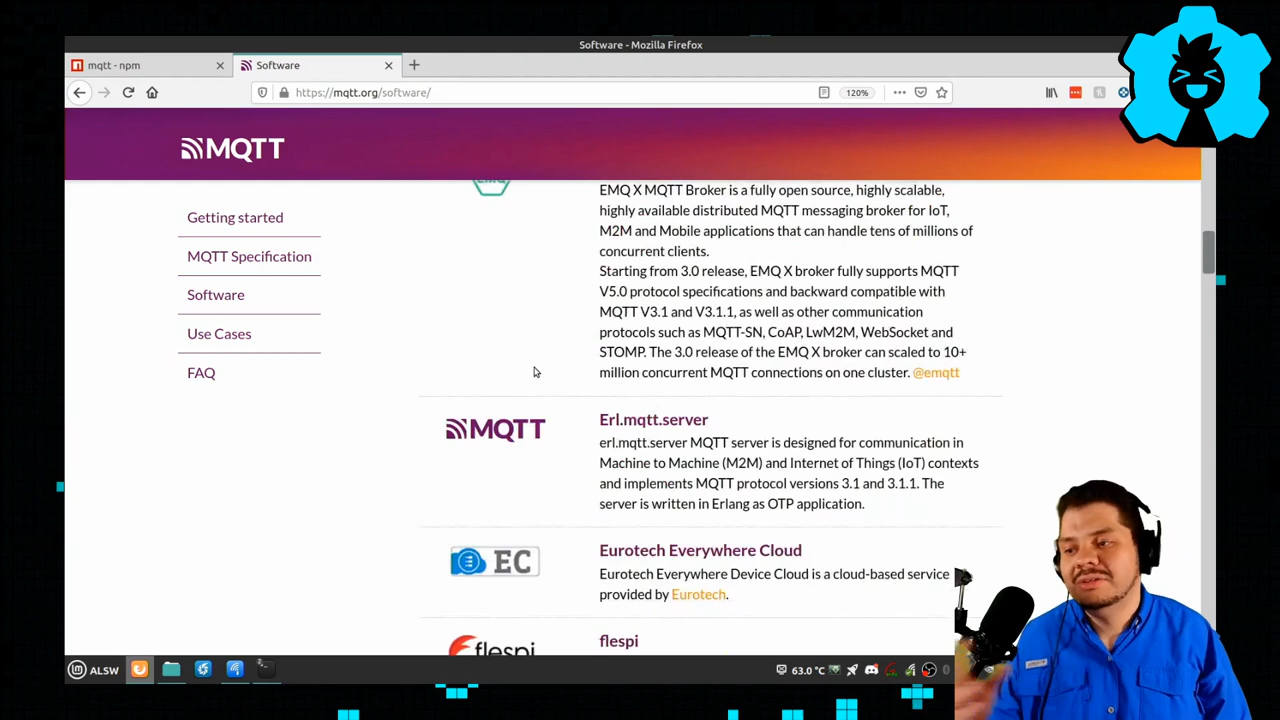 Software - Mozilla Firefox
mqtt - npm
Software
https://mqtt.org/software/
120%
MQTT
Getting started
MQTT Specification
Software
Use Cases
FAQ
EMQ X MQTT Broker is a fully open source, highly scalable,
highly available distributed MQTT messaging broker for IoT,
M2M and Mobile applications that can handle tens of millions of
concurrent clients.
Starting from 3.0 release, EMQ X broker fully supports MQTT
V5.0 protocol specifications and backward compatible with
MQTT V3.1 and V3.1.1, as well as other communication
protocols such as MQTT-SN, CoAP, LwM2M, WebSocket and
STOMP. The 3.0 release of the EMQ X broker can scaled to 10+
million concurrent MQTT connections on one cluster. @emqtt
MQTT
Erl.mqtt.server
erl.mqtt.server MQTT server is designed for communication in
Machine to Machine (M2M) and Internet of Things (IoT) contexts
and implements MQTT protocol versions 3.1 and 3.1.1. The
server is written in Erlang as OTP application.
EC
Eurotech Everywhere Cloud
Eurotech Everywhere Device Cloud is a cloud-based service
provided by Eurotech.
flespi
flespi
ALSW
63.0 °C